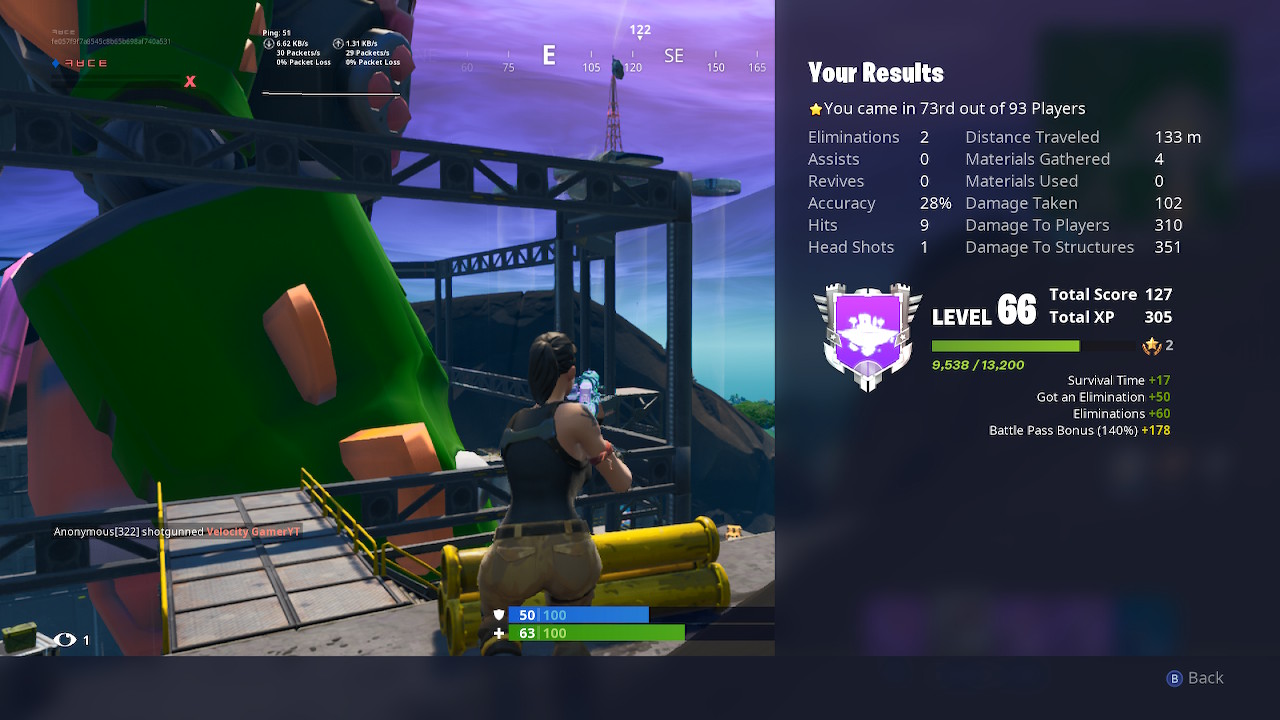 ㅋㅂㄷㅌ
Ping: 51
6.62 KB/s 1.31 KB/s
30 Packets/s 29 Packets/s
0% Packet Loss 0% Packet Loss
X
122
60 75 E 105 120 SE 150 165
Anonymous[322] shotgunned Velocity GamerYT
1
50 100
63 100
Your Results
You came in 73rd out of 93 Players
Eliminations 2 Distance Traveled 133 m
Assists 0 Materials Gathered 4
Revives 0 Materials Used 0
Accuracy 28% Damage Taken 102
Hits 9 Damage To Players 310
Head Shots 1 Damage To Structures 351
LEVEL 66 Total Score 127
Total XP 305
2
9,538 / 13,200
Survival Time +17
Got an Elimination +50
Eliminations +60
Battle Pass Bonus (140%) +178
B Back